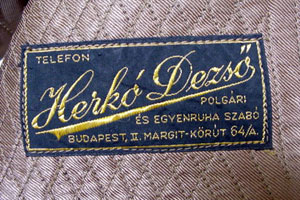 TELEFON
Herkó Dezső
POLGÁRI
ÉS EGYENRUHA SZABÓ
BUDAPEST, II. MARGIT-KÖRÚT 64/A.